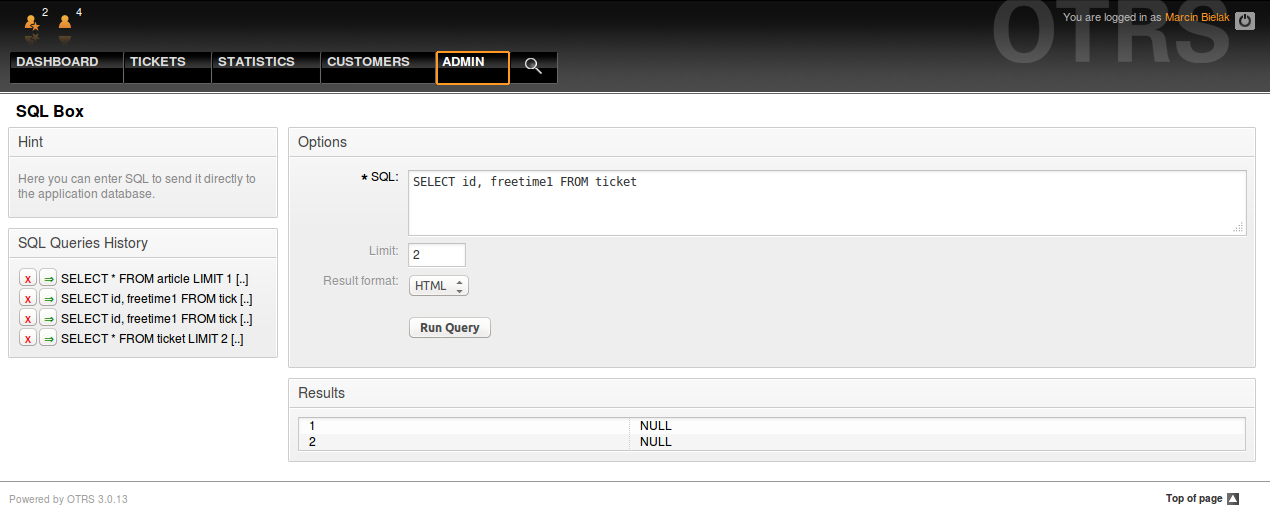 2 4
You are logged in as Marcin Bielak
OTRS
DASHBOARD TICKETS STATISTICS CUSTOMERS ADMIN
SQL Box
Hint
Here you can enter SQL to send it directly to
the application database.
SQL Queries History
x ⇒ SELECT * FROM article LIMIT 1 [..]
x ⇒ SELECT id, freetime1 FROM tick [..]
x ⇒ SELECT id, freetime1 FROM tick [..]
x ⇒ SELECT * FROM ticket LIMIT 2 [..]
Options
* SQL: SELECT id, freetime1 FROM ticket
Limit: 2
Result format: HTML
Run Query
Results
1 NULL
2 NULL
Powered by OTRS 3.0.13
Top of page